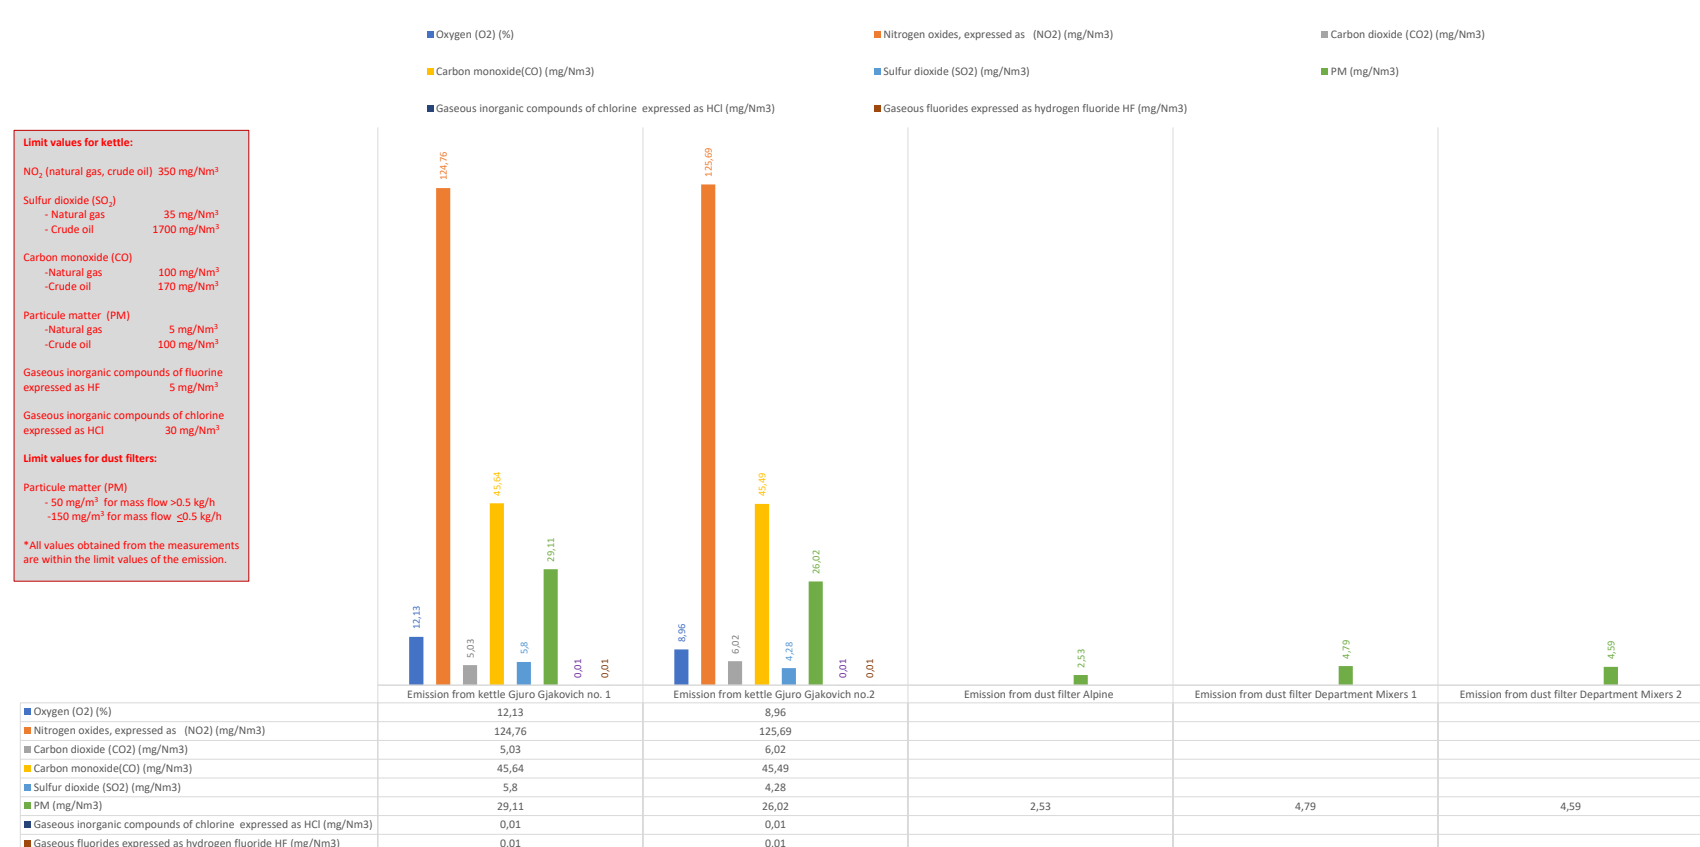 Oxygen (O2) (%)
Nitrogen oxides, expressed as (NO2) (mg/Nm3)
Carbon dioxide (CO2) (mg/Nm3)
Carbon monoxide(CO) (mg/Nm3)
Sulfur dioxide (SO2) (mg/Nm3)
PM (mg/Nm3)
Gaseous inorganic compounds of chlorine expressed as HCl (mg/Nm3)
Gaseous fluorides expressed as hydrogen fluoride HF (mg/Nm3)
Limit values for kettle:
NO₂ (natural gas, crude oil) 350 mg/Nm³
Sulfur dioxide (SO₂)
- Natural gas 35 mg/Nm³
- Crude oil 1700 mg/Nm³
Carbon monoxide (CO)
-Natural gas 100 mg/Nm³
-Crude oil 170 mg/Nm³
Particule matter (PM)
-Natural gas 5 mg/Nm³
-Crude oil 100 mg/Nm³
Gaseous inorganic compounds of fluorine
expressed as HF 5 mg/Nm³
Gaseous inorganic compounds of chlorine
expressed as HCl 30 mg/Nm³
Limit values for dust filters:
Particule matter (PM)
- 50 mg/m³ for mass flow >0.5 kg/h
-150 mg/m³ for mass flow <0.5 kg/h
*All values obtained from the measurements
are within the limit values of the emission.
12,13
124,76
5,03
45,64
5,8
29,11
0,01
0,01
8,96
125,69
6,02
45,49
4,28
26,02
0,01
0,01
2,53
4,79
4,59
Emission from kettle Gjuro Gjakovich no. 1
Emission from kettle Gjuro Gjakovich no.2
Emission from dust filter Alpine
Emission from dust filter Department Mixers 1
Emission from dust filter Department Mixers 2
Oxygen (O2) (%) 12,13 8,96
Nitrogen oxides, expressed as (NO2) (mg/Nm3) 124,76 125,69
Carbon dioxide (CO2) (mg/Nm3) 5,03 6,02
Carbon monoxide(CO) (mg/Nm3) 45,64 45,49
Sulfur dioxide (SO2) (mg/Nm3) 5,8 4,28
PM (mg/Nm3) 29,11 26,02 2,53 4,79 4,59
Gaseous inorganic compounds of chlorine expressed as HCl (mg/Nm3) 0,01 0,01
Gaseous fluorides expressed as hydrogen fluoride HF (mg/Nm3) 0,01 0,01